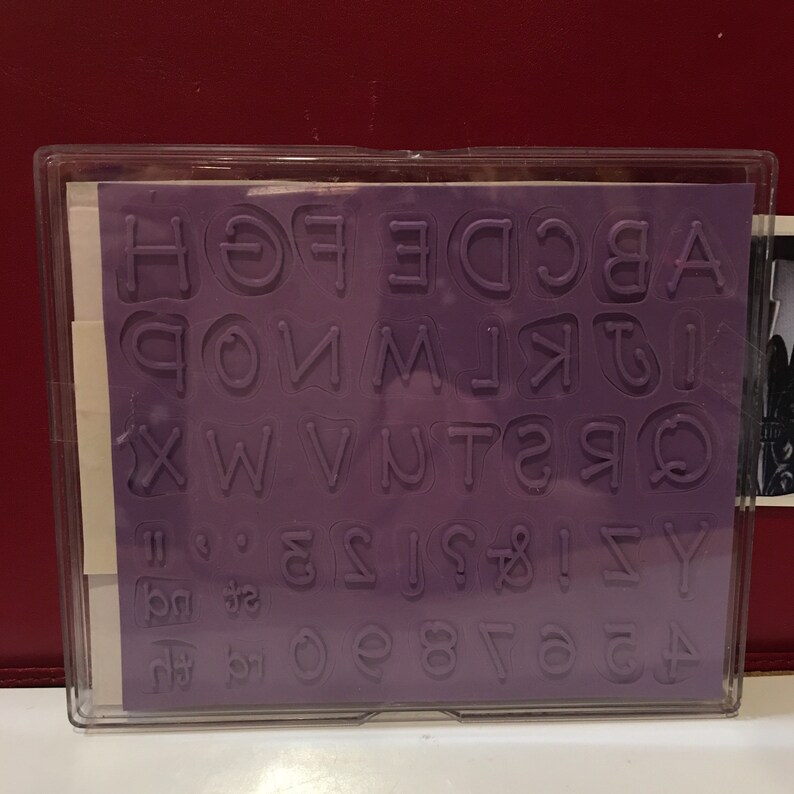 A B C D E F G H
I J K L M N O P
Q R S T U V W X
Y Z ! & ? 1 2 3 . , "
st nd
4 5 6 7 8 9 0 rd th